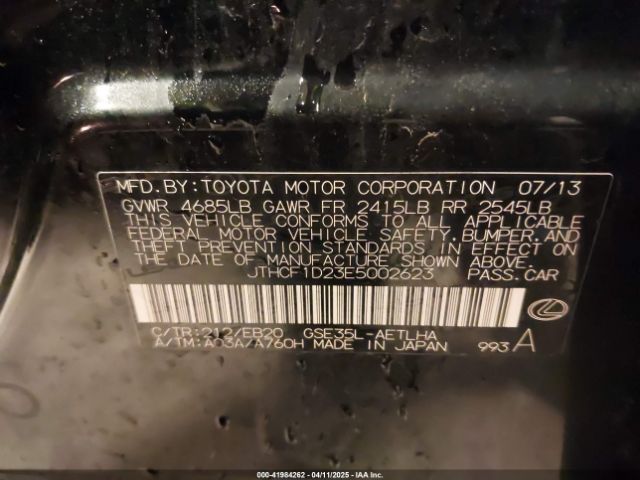 MFD.BY:TOYOTA MOTOR CORPORATION 07/13
GVWR 4685LB GAWR FR 2415LB RR 2545LB
THIS VEHICLE CONFORMS TO ALL APPLICABLE
FEDERAL MOTOR VEHICLE SAFETY,BUMPER,AND
THEFT PREVENTION STANDARDS IN EFFECT ON
THE DATE OF MANUFACTURE SHOWN ABOVE.
JTHCF1D23E5002623 PASS.CAR
C/TR:212/EB20 GSE35L-AETLHA
A/TM:A03A/A760H MADE IN JAPAN 993A
000-41984262 - 04/11/2025 - IAA Inc.